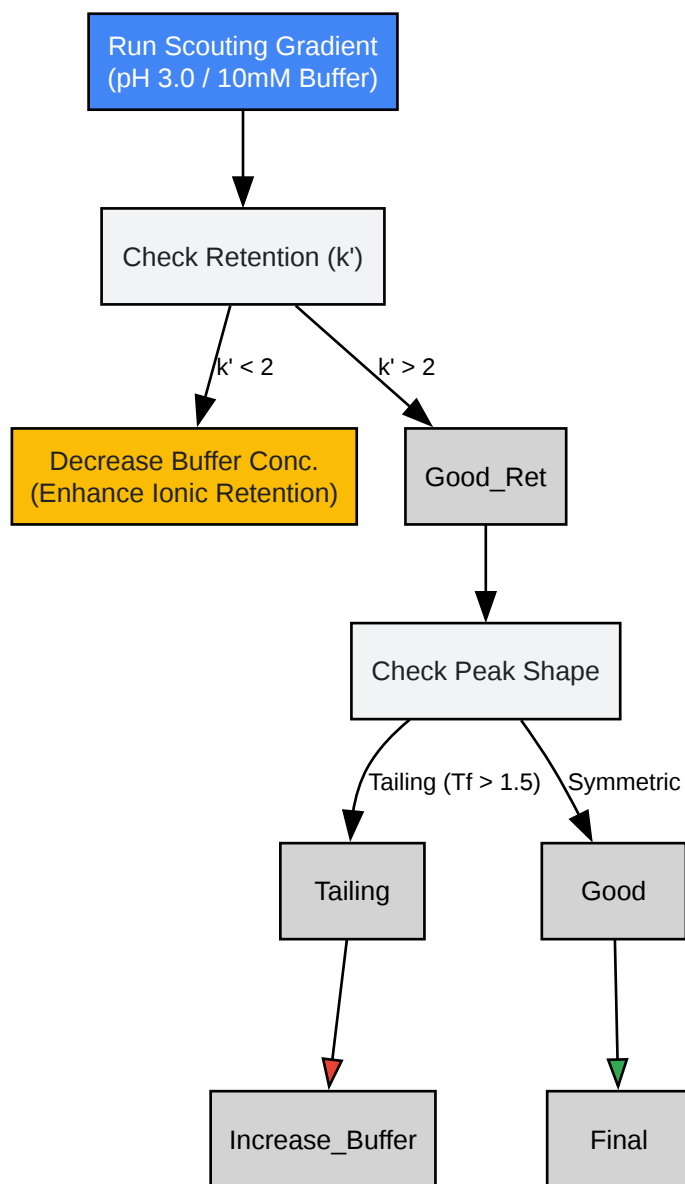 Run Scouting Gradient
(pH 3.0 / 10mM Buffer)
Check Retention (k')
k' < 2
k' > 2
Decrease Buffer Conc.
(Enhance Ionic Retention)
Good_Ret
Check Peak Shape
Tailing (Tf > 1.5)
Symmetric
Tailing
Good
Increase_Buffer
Final